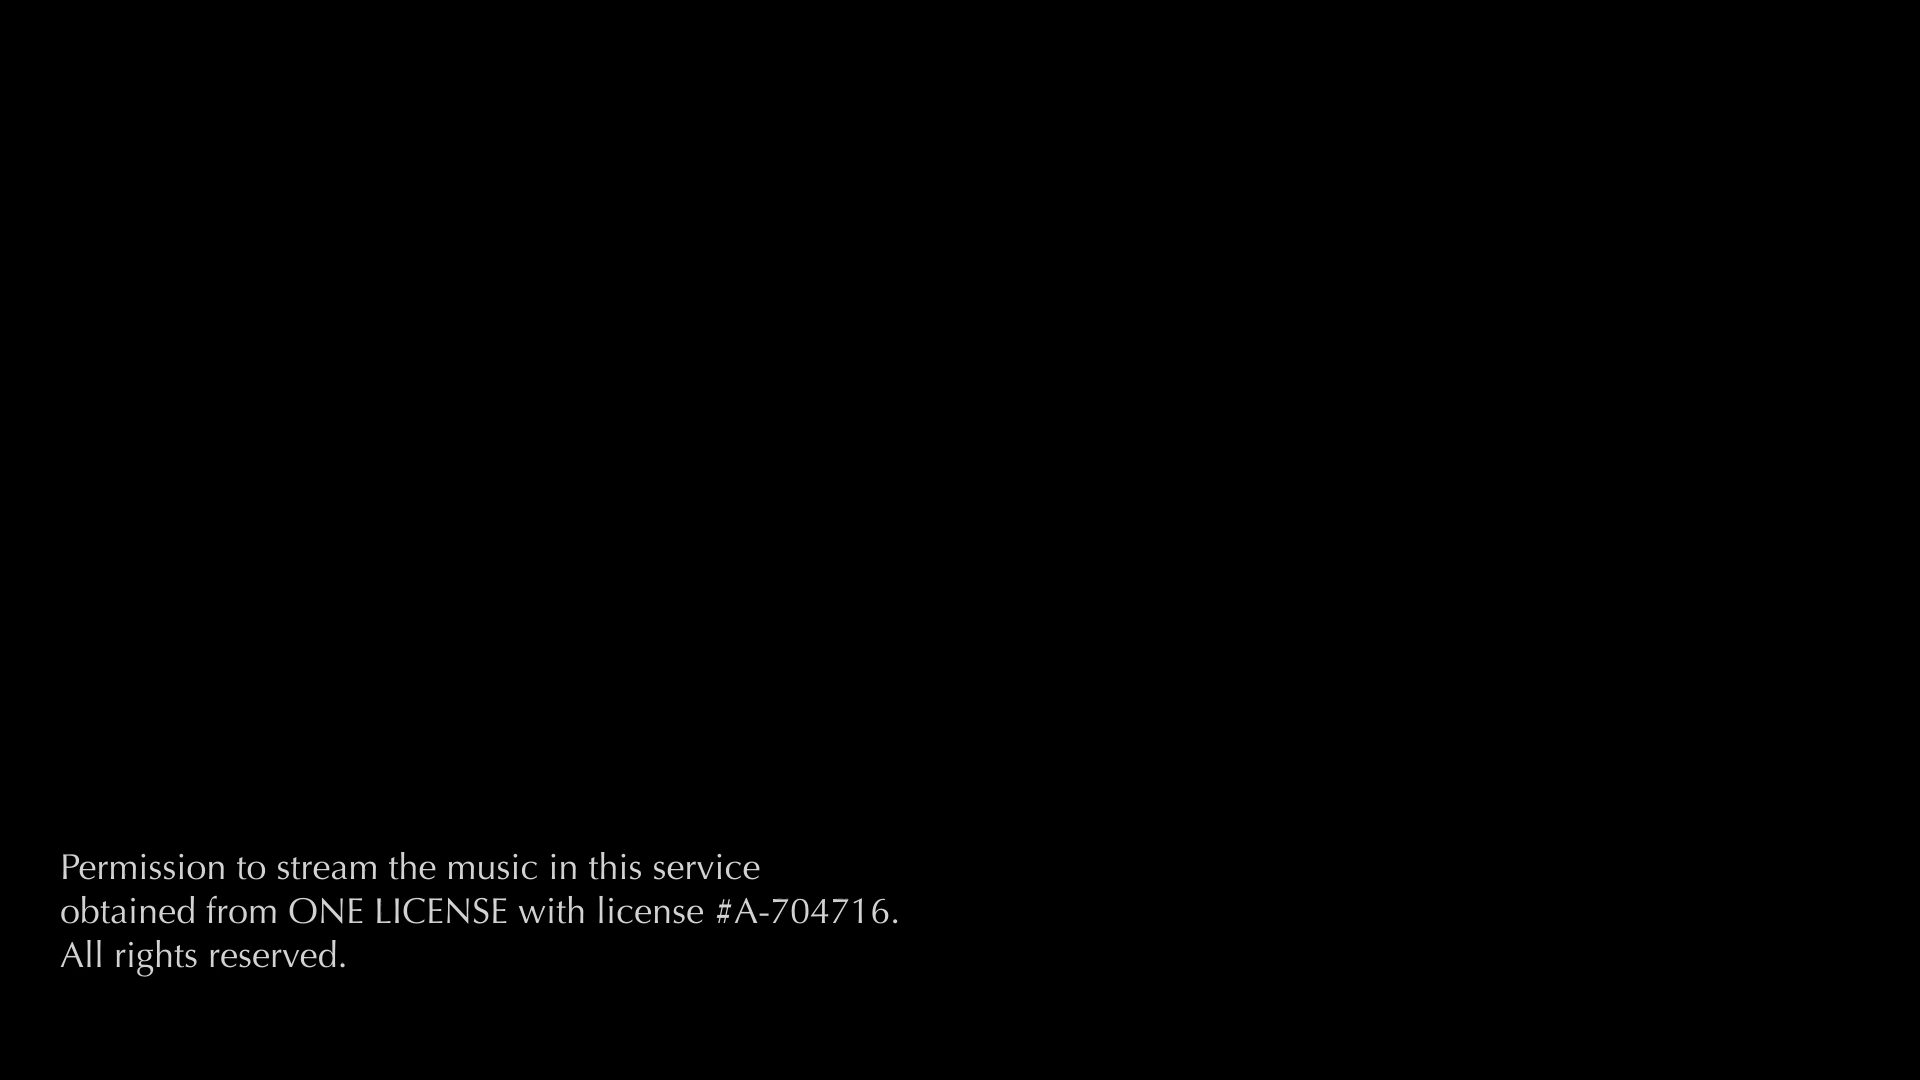 Permission to stream the music in this service
obtained from ONE LICENSE with license #A-704716.
All rights reserved.